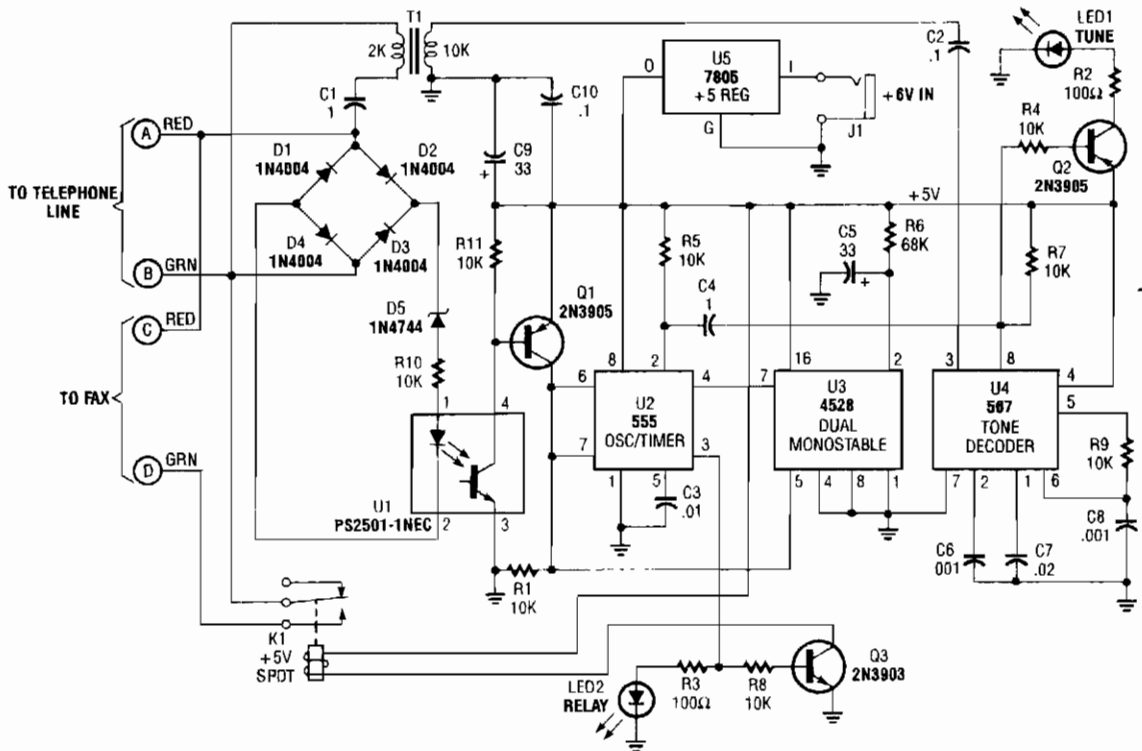 T1
2K
10K
C1
1
C2
.1
LED1
TUNE
R2
100Ω
U5
7805
+5 REG
O
I
G
+6V IN
J1
C10
.1
R4
10K
Q2
2N3905
A
RED
D1
1N4004
D2
1N4004
C9
33
+
TO TELEPHONE
LINE
+5V
R11
10K
R5
10K
C5
33
+
R6
68K
R7
10K
D4
1N4004
D3
1N4004
B
GRN
C4
1
Q1
2N3905
D5
1N4744
C
RED
TO FAX
R10
10K
D
GRN
1
4
U1
PS2501-1NEC
2
3
8
2
6
4
7
3
1
5
U2
555
OSC/TIMER
C3
.01
16
2
7
U3
4528
DUAL
MONOSTABLE
5
4
8
1
3
8
4
5
U4
567
TONE
DECODER
7
2
1
6
R9
10K
C8
.001
C6
001
C7
.02
R1
10K
K1
+5V
SPDT
LED2
RELAY
R3
100Ω
R8
10K
Q3
2N3903